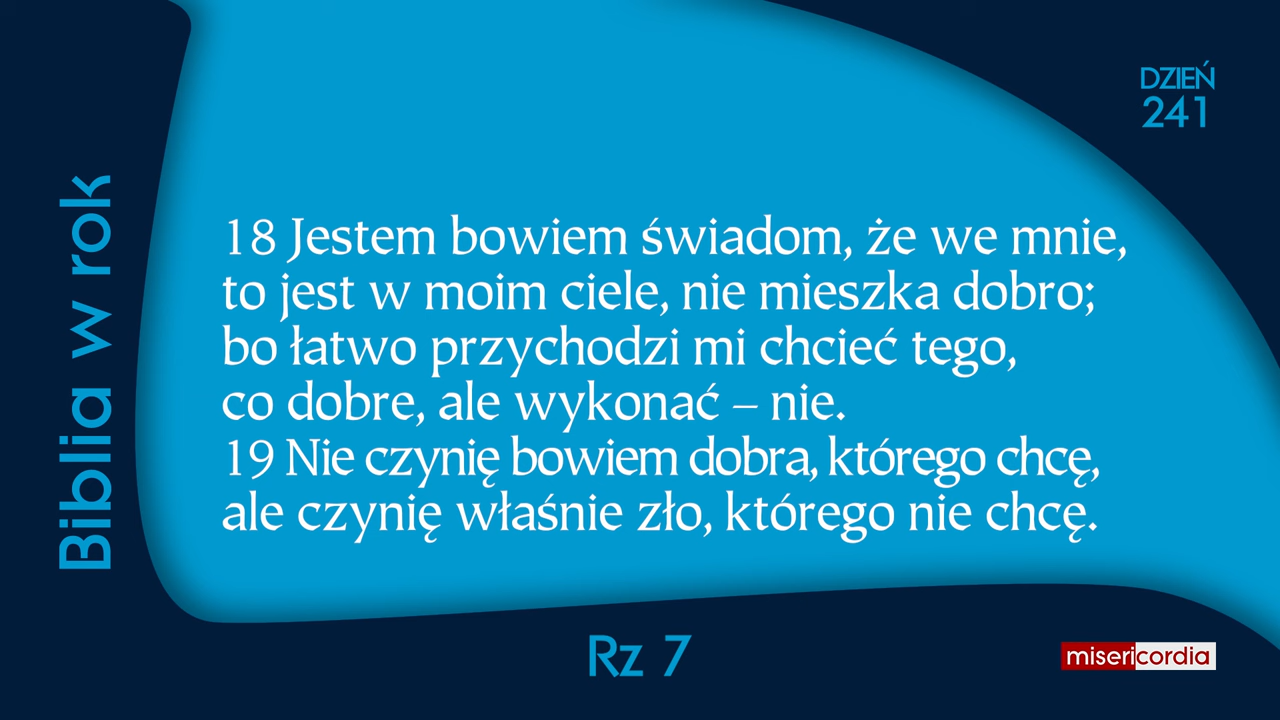 DZIEŃ
241
Biblia w rok
18 Jestem bowiem świadom, że we mnie,
to jest w moim ciele, nie mieszka dobro;
bo łatwo przychodzi mi chcieć tego,
co dobre, ale wykonać – nie.
19 Nie czynię bowiem dobra, którego chcę,
ale czynię właśnie zło, którego nie chcę.
Rz 7
misericordia